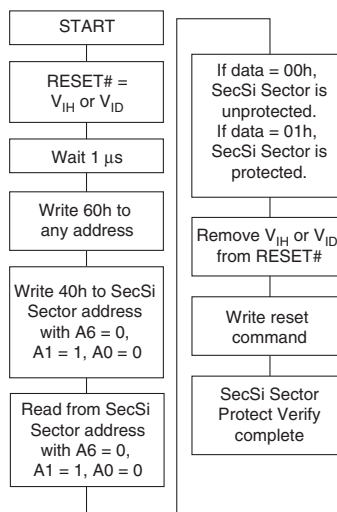 START
RESET# =
VIH or VID
Wait 1 μs
Write 60h to
any address
Write 40h to SecSi
Sector address
with A6 = 0,
A1 = 1, A0 = 0
Read from SecSi
Sector address
with A6 = 0,
A1 = 1, A0 = 0
If data = 00h,
SecSi Sector is
unprotected.
If data = 01h,
SecSi Sector is
protected.
Remove VIH or VID
from RESET#
Write reset
command
SecSi Sector
Protect Verify
complete